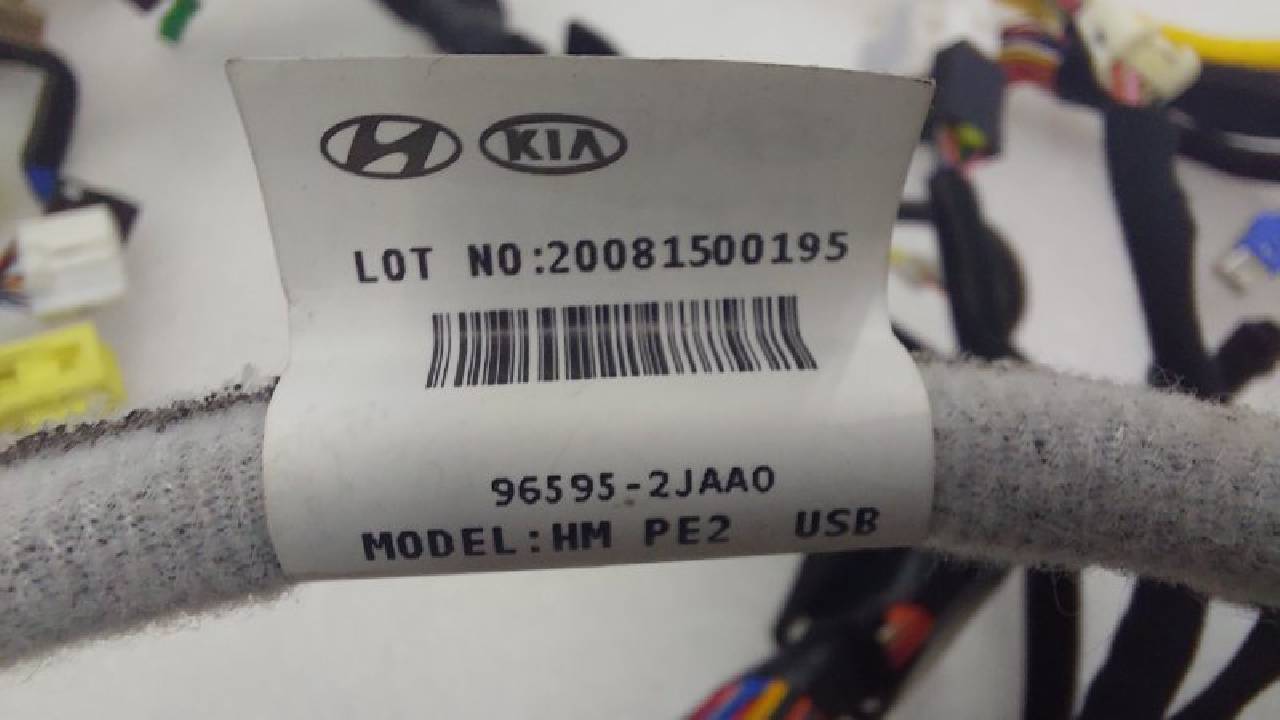 KIA
LOT NO:20081500195
96595-2JAA0
MODEL:HM PE2 USB